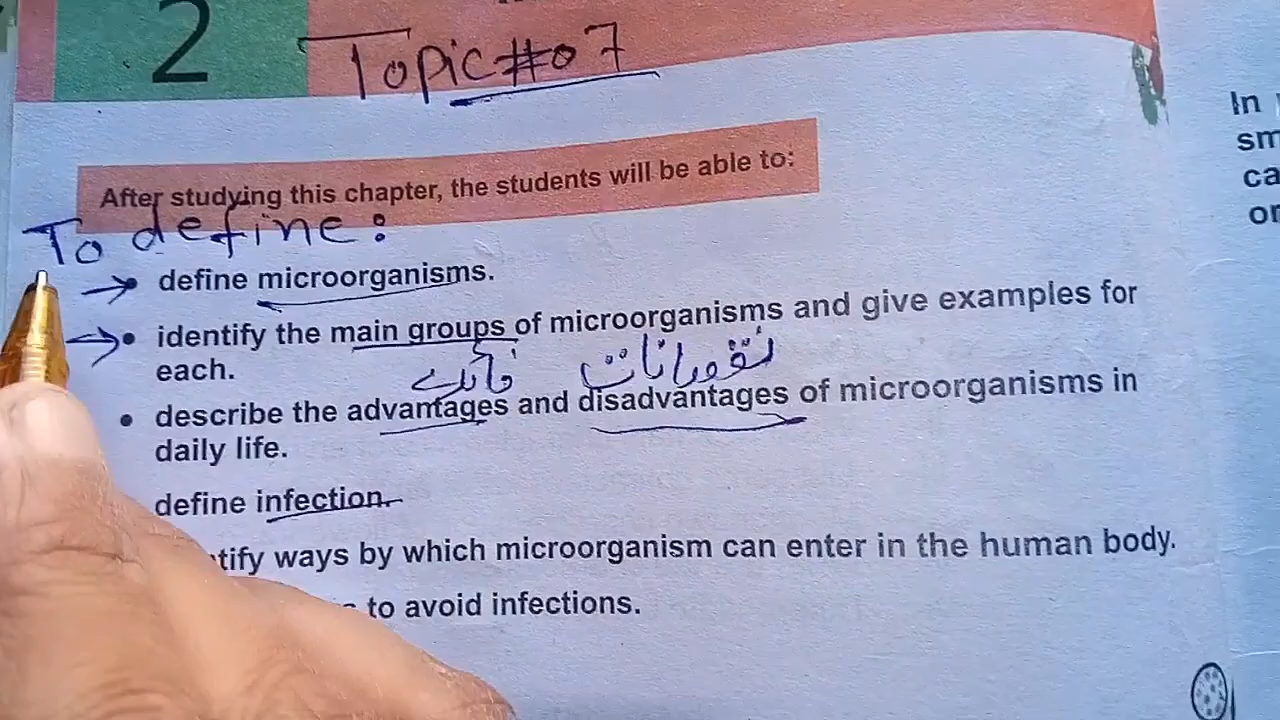 2
Topic#07
After studying this chapter, the students will be able to:
To define:
define microorganisms.
identify the main groups of microorganisms and give examples for
each.
فائدے نقصانات
describe the advantages and disadvantages of microorganisms in
daily life.
define infection.
tify ways by which microorganism can enter in the human body.
to avoid infections.
In
sm
ca
or